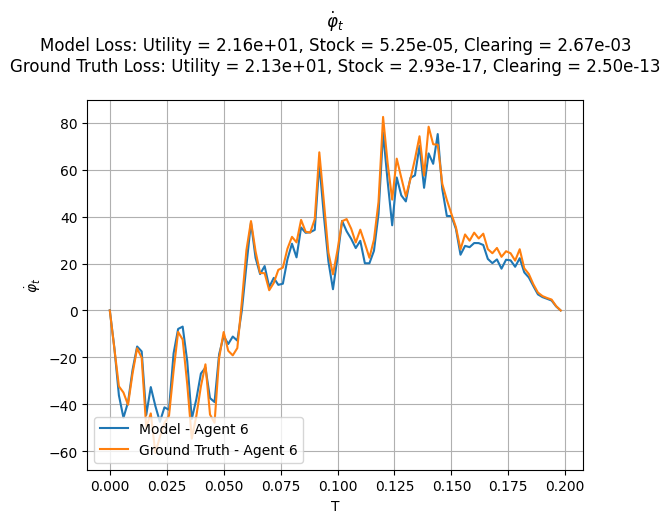 φ̇ₜ
Model Loss: Utility = 2.16e+01, Stock = 5.25e-05, Clearing = 2.67e-03
Ground Truth Loss: Utility = 2.13e+01, Stock = 2.93e-17, Clearing = 2.50e-13
80
60
40
20
0
−20
−40
−60
φ̇ₜ
Model - Agent 6
Ground Truth - Agent 6
0.000 0.025 0.050 0.075 0.100 0.125 0.150 0.175 0.200
T